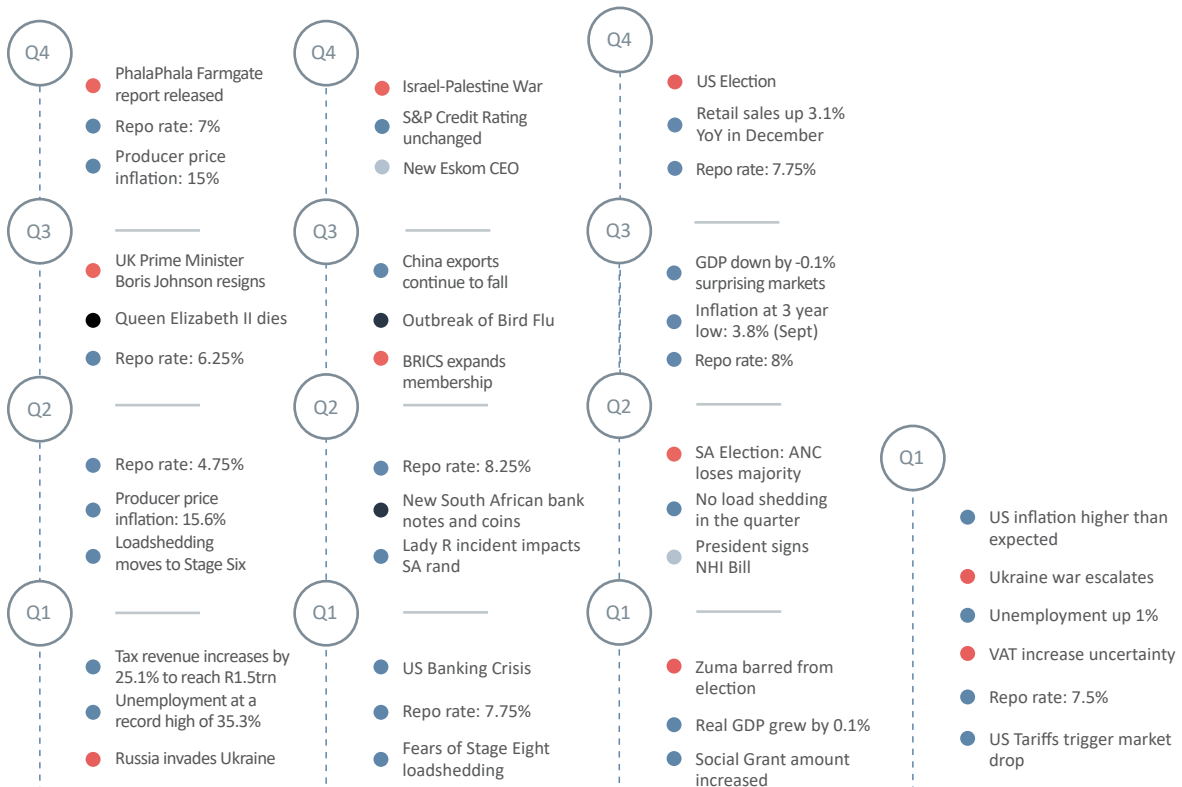 Q4
PhalaPhala Farmgate
report released
Repo rate: 7%
Producer price
inflation: 15%
Q3
UK Prime Minister
Boris Johnson resigns
Queen Elizabeth II dies
Repo rate: 6.25%
Q2
Repo rate: 4.75%
Producer price
inflation: 15.6%
Loadshedding
moves to Stage Six
Q1
Tax revenue increases by
25.1% to reach R1.5trn
Unemployment at a
record high of 35.3%
Russia invades Ukraine
Q4
Israel-Palestine War
S&P Credit Rating
unchanged
New Eskom CEO
Q3
China exports
continue to fall
Outbreak of Bird Flu
BRICS expands
membership
Q2
Repo rate: 8.25%
New South African bank
notes and coins
Lady R incident impacts
SA rand
Q1
US Banking Crisis
Repo rate: 7.75%
Fears of Stage Eight
loadshedding
Q4
US Election
Retail sales up 3.1%
YoY in December
Repo rate: 7.75%
Q3
GDP down by -0.1%
surprising markets
Inflation at 3 year
low: 3.8% (Sept)
Repo rate: 8%
Q2
SA Election: ANC
loses majority
No load shedding
in the quarter
President signs
NHI Bill
Q1
Zuma barred from
election
Real GDP grew by 0.1%
Social Grant amount
increased
Q1
US inflation higher than
expected
Ukraine war escalates
Unemployment up 1%
VAT increase uncertainty
Repo rate: 7.5%
US Tariffs trigger market
drop